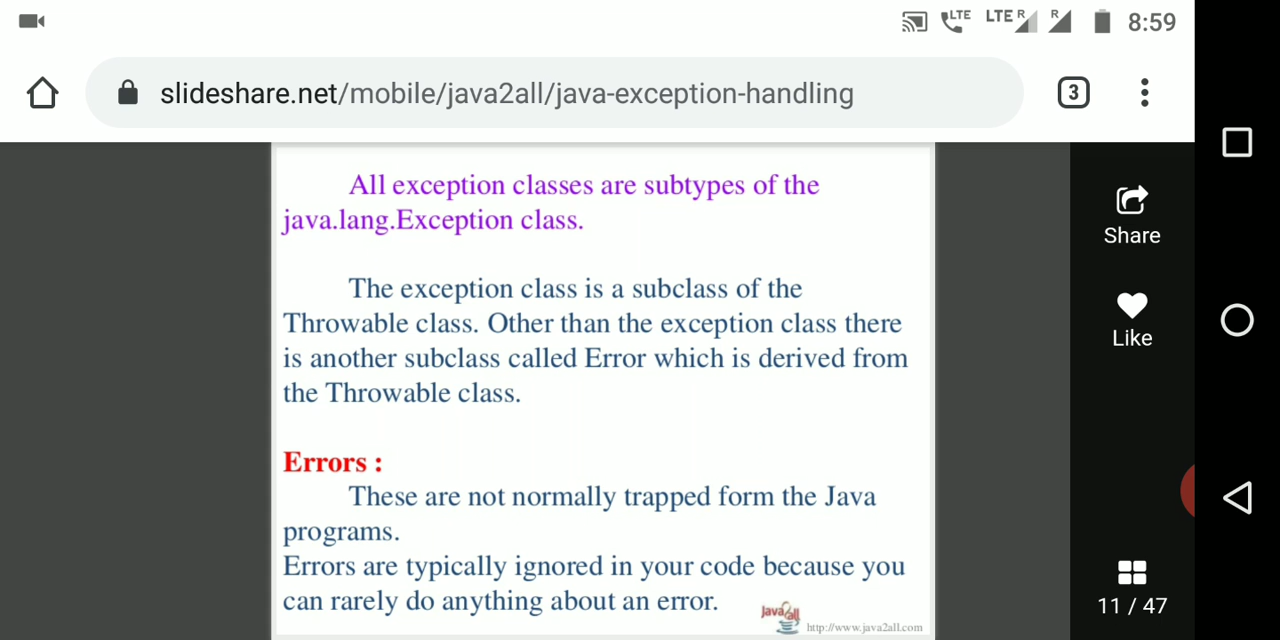 LTE LTE R R 8:59
slideshare.net/mobile/java2all/java-exception-handling 3
All exception classes are subtypes of the
java.lang.Exception class.
The exception class is a subclass of the
Throwable class. Other than the exception class there
is another subclass called Error which is derived from
the Throwable class.
Errors :
These are not normally trapped form the Java
programs.
Errors are typically ignored in your code because you
can rarely do anything about an error.
java2all
http://www.java2all.com
Share
Like
11 / 47